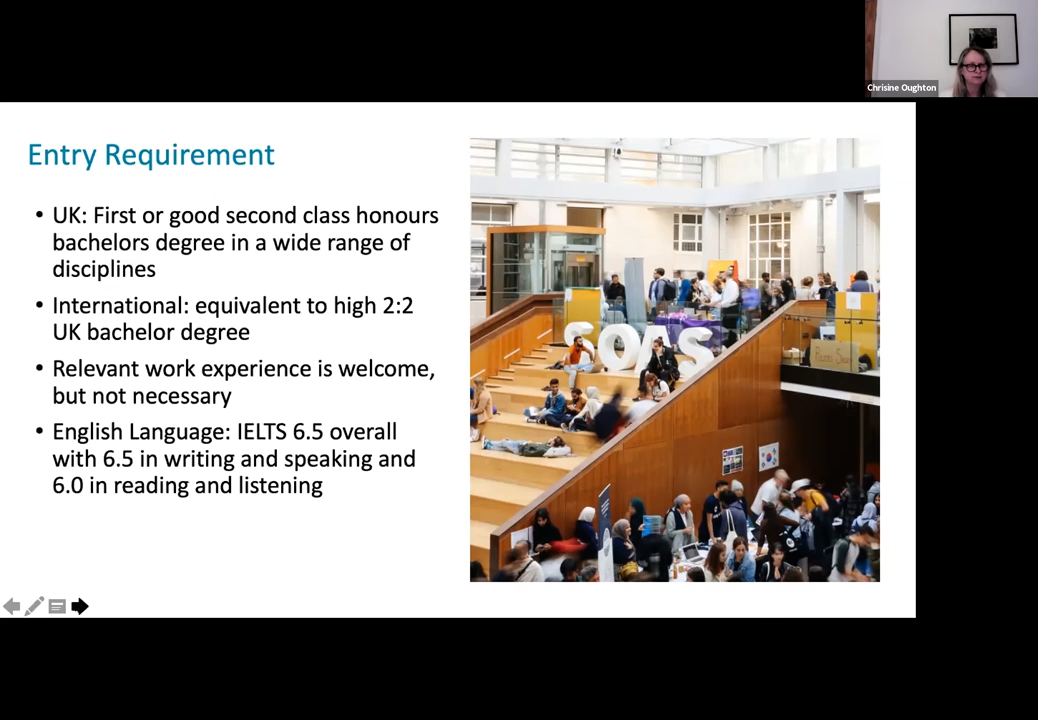 Chrisine Oughton
Entry Requirement
• UK: First or good second class honours
bachelors degree in a wide range of
disciplines
• International: equivalent to high 2:2
UK bachelor degree
• Relevant work experience is welcome,
but not necessary
• English Language: IELTS 6.5 overall
with 6.5 in writing and speaking and
6.0 in reading and listening
SOAS